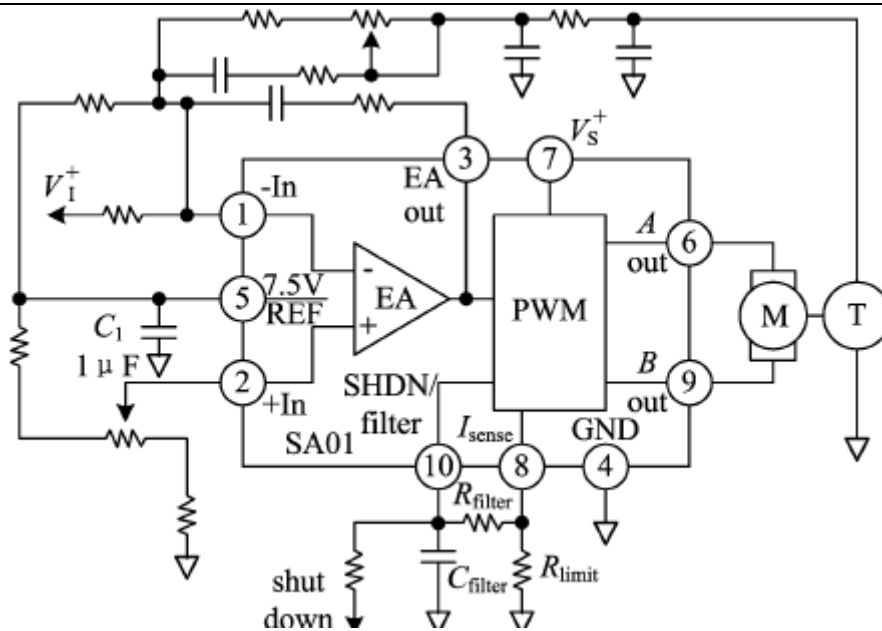 3
7
V_S^+
EA
out
V_I^+
-In
1
A
6
out
5
7.5V
REF
EA
PWM
M
T
C_1
1 μF
2
+In
SHDN/
filter
B
9
out
SA01
I_sense
GND
10
8
4
R_filter
shut
down
C_filter
R_limit
-
+